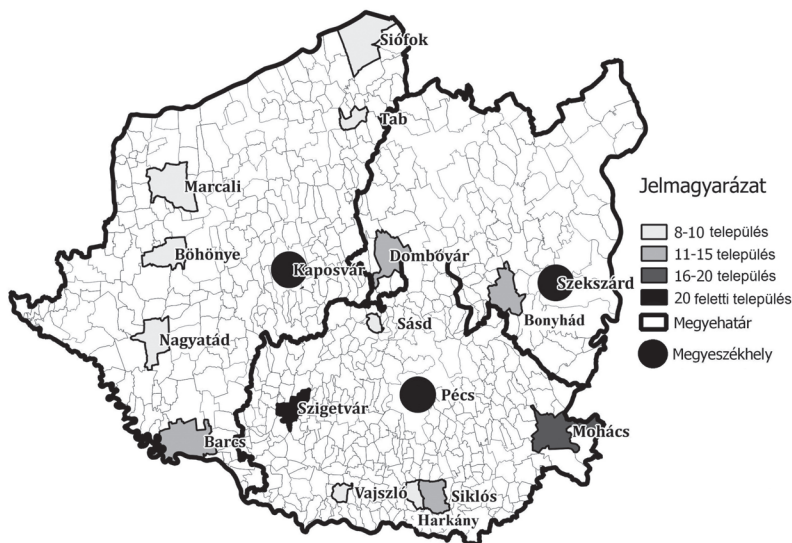 Siófok
Tab
Marcali
Böhönye
Kaposvár
Dombóvár
Szekszárd
Bonyhád
Sásd
Nagyatád
Szigetvár
Pécs
Barcs
Mohács
Vajszló
Siklós
Harkány
Jelmagyarázat
8-10 település
11-15 település
16-20 település
20 feletti település
Megyehatár
Megyeszékhely